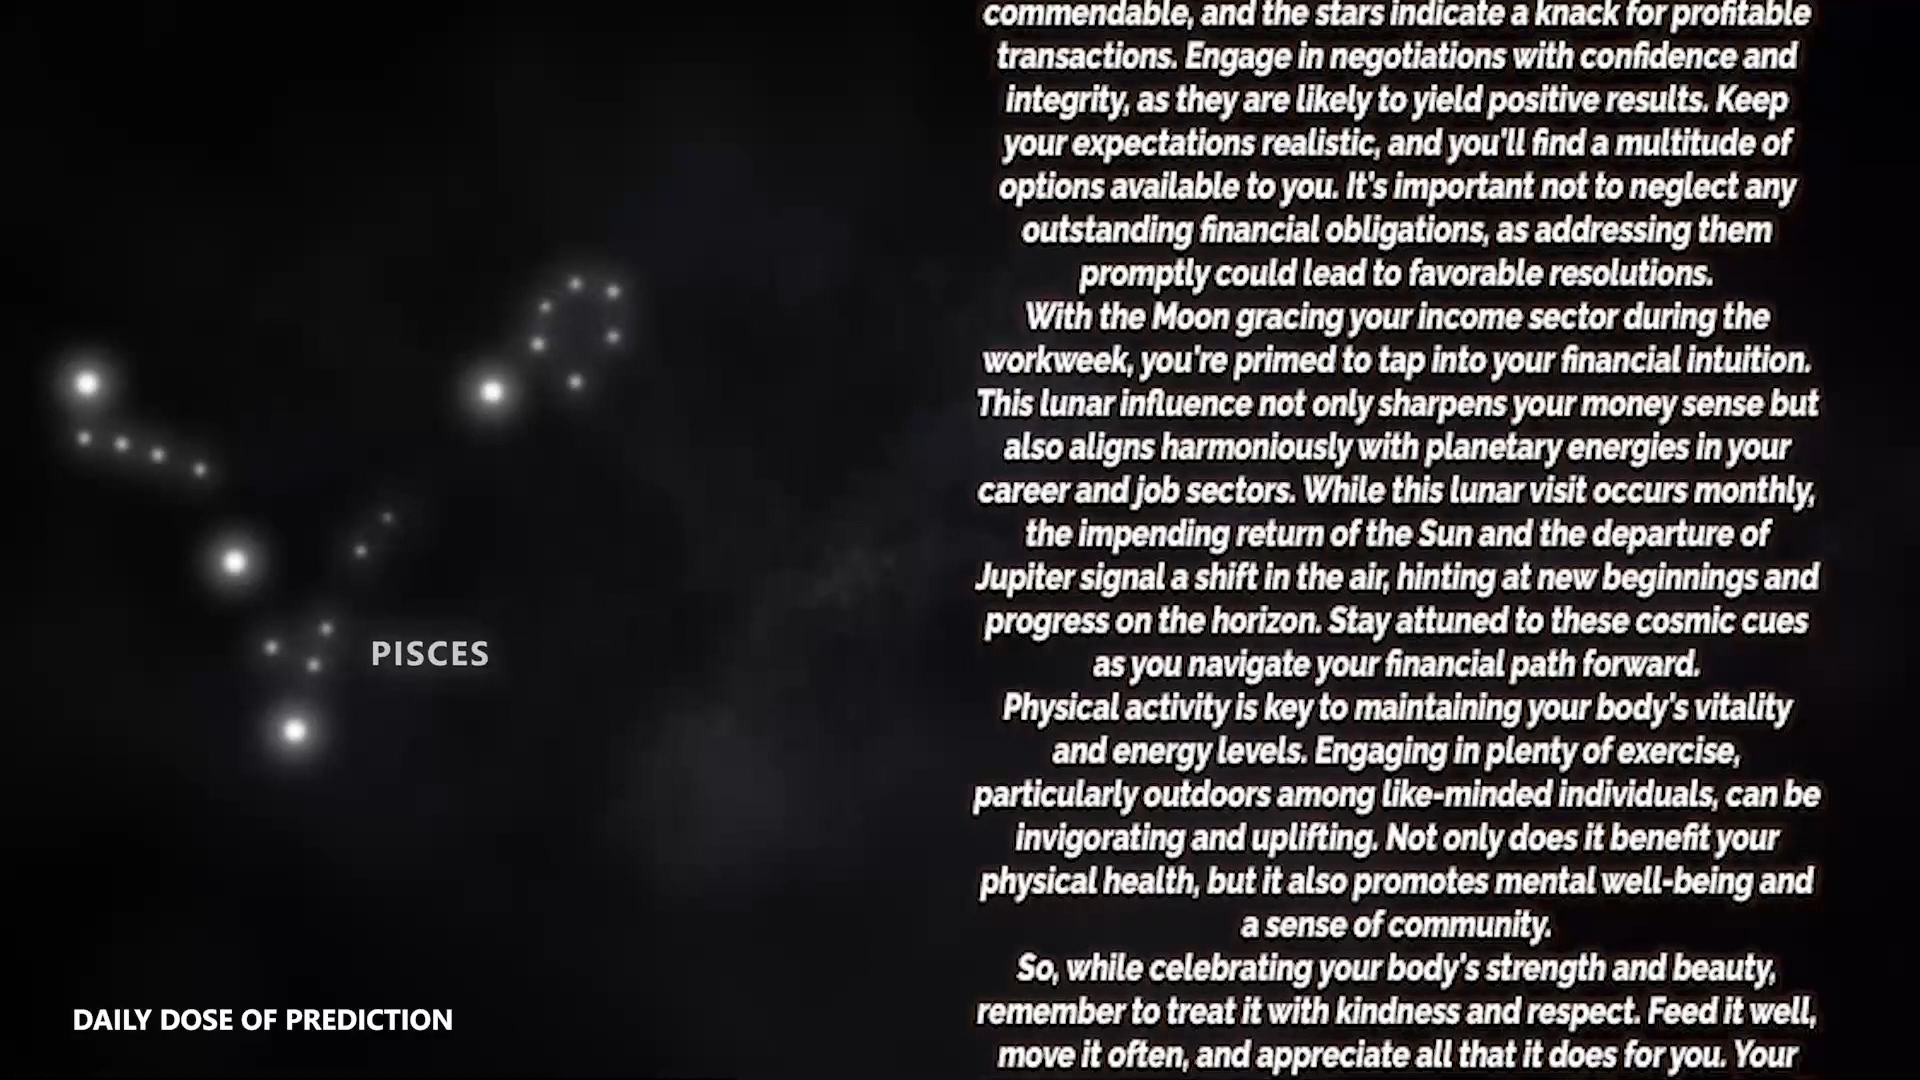 commendable, and the stars indicate a knack for profitable
transactions. Engage in negotiations with confidence and
integrity, as they are likely to yield positive results. Keep
your expectations realistic, and you'll find a multitude of
options available to you. It's important not to neglect any
outstanding financial obligations, as addressing them
promptly could lead to favorable resolutions.
With the Moon gracing your income sector during the
workweek, you're primed to tap into your financial intuition.
This lunar influence not only sharpens your money sense but
also aligns harmoniously with planetary energies in your
career and job sectors. While this lunar visit occurs monthly,
the impending return of the Sun and the departure of
Jupiter signal a shift in the air, hinting at new beginnings and
progress on the horizon. Stay attuned to these cosmic cues
as you navigate your financial path forward.
Physical activity is key to maintaining your body's vitality
and energy levels. Engaging in plenty of exercise,
particularly outdoors among like-minded individuals, can be
invigorating and uplifting. Not only does it benefit your
physical health, but it also promotes mental well-being and
a sense of community.
So, while celebrating your body's strength and beauty,
remember to treat it with kindness and respect. Feed it well,
move it often, and appreciate all that it does for you. Your
PISCES
DAILY DOSE OF PREDICTION